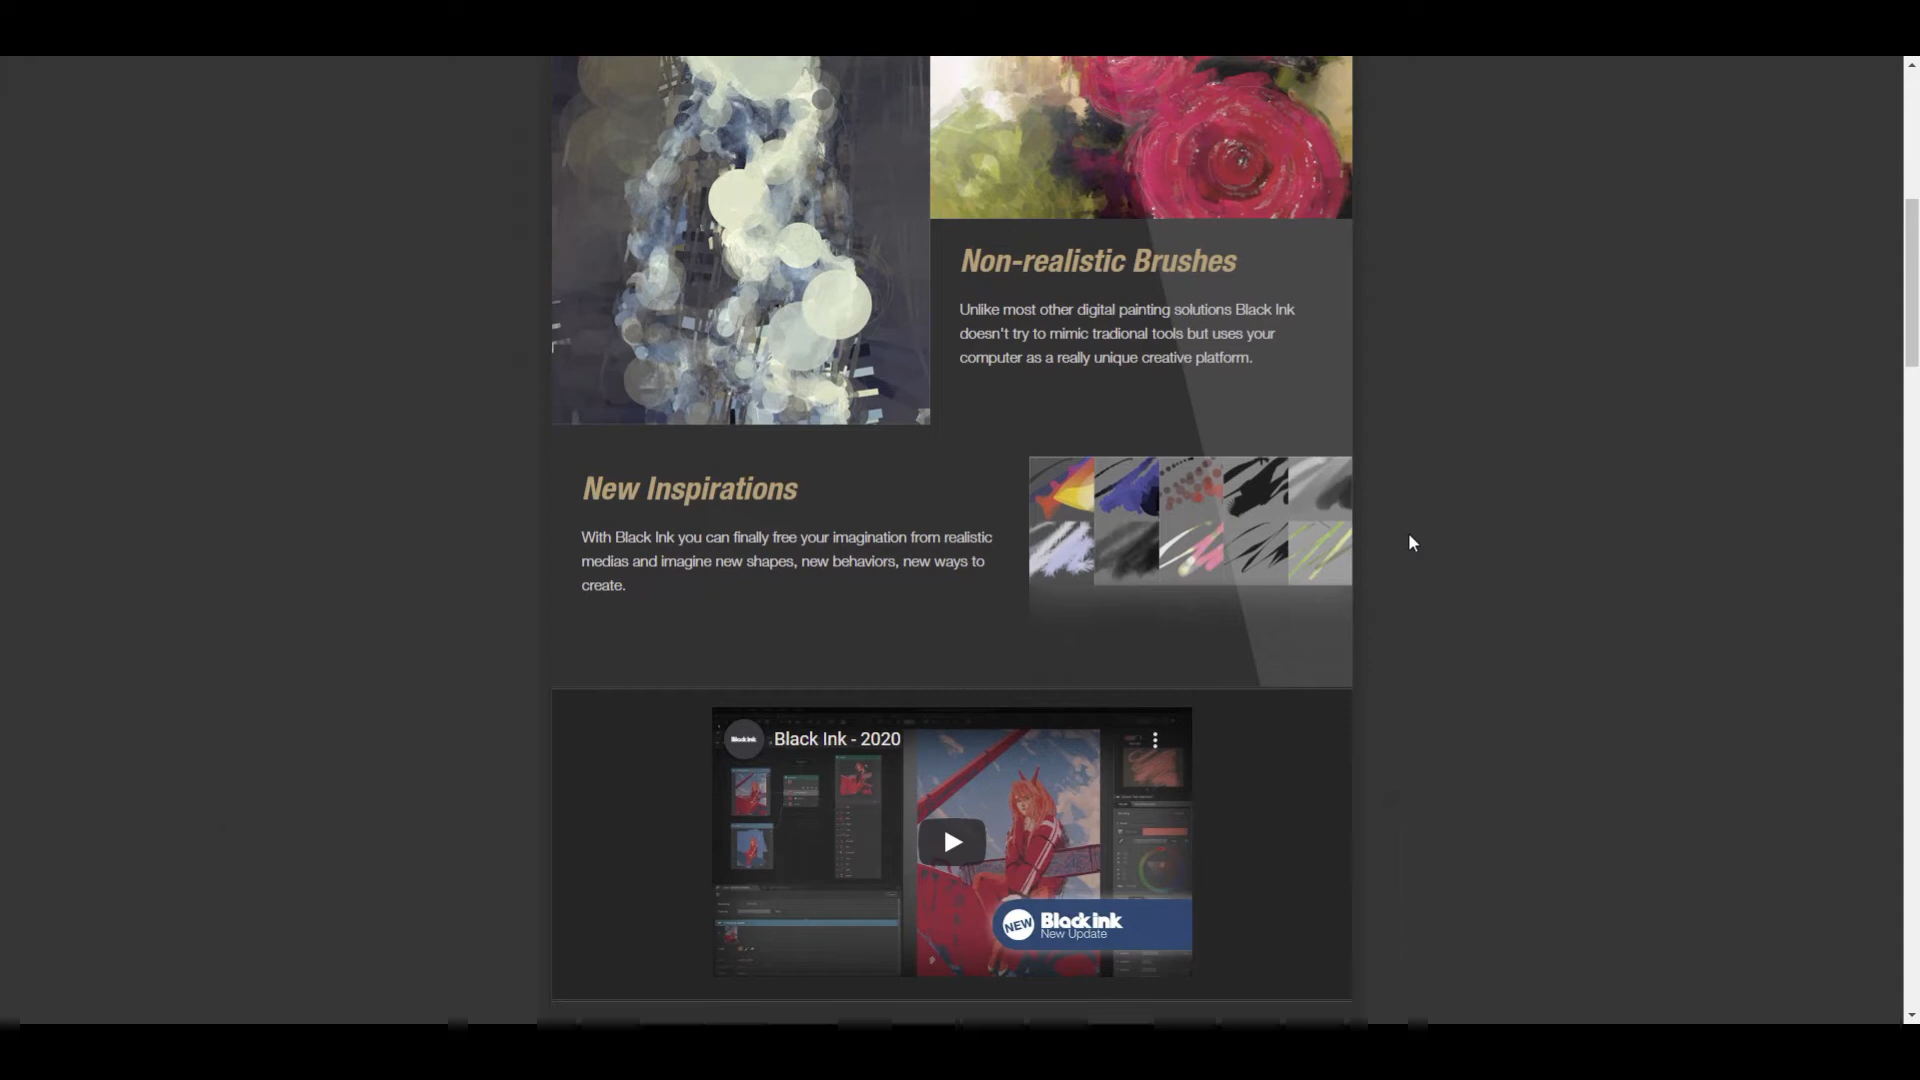 Non-realistic Brushes
Unlike most other digital painting solutions Black Ink
doesn't try to mimic tradional tools but uses your
computer as a really unique creative platform.
New Inspirations
With Black Ink you can finally free your imagination from realistic
medias and imagine new shapes, new behaviors, new ways to
create.
Black Ink
Black Ink - 2020
NEW
Black ink
New Update